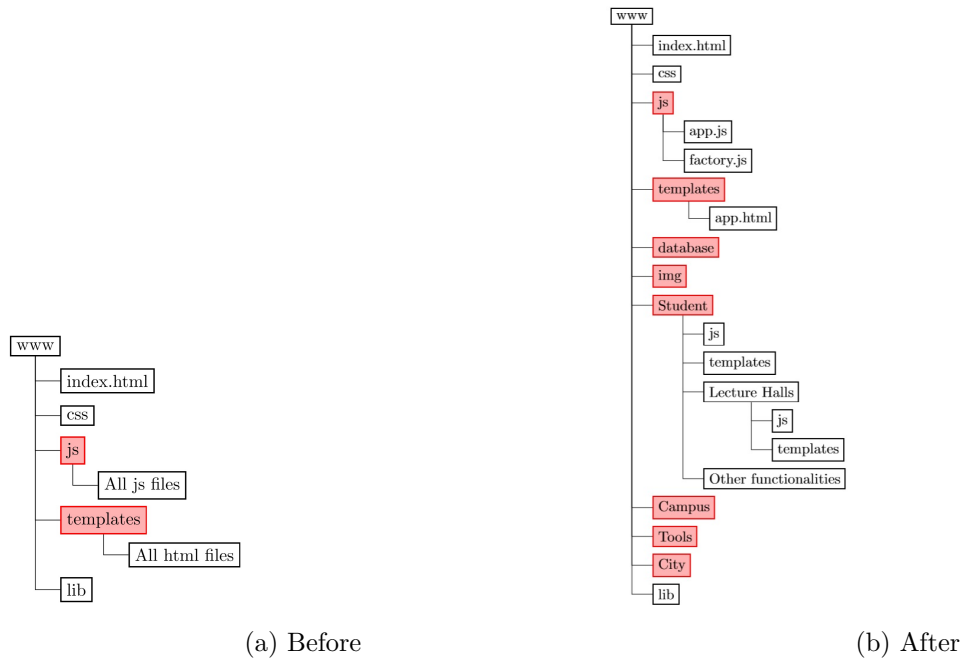 www
index.html
css
js
All js files
templates
All html files
lib
(a) Before
www
index.html
css
js
app.js
factory.js
templates
app.html
database
img
Student
js
templates
Lecture Halls
js
templates
Other functionalities
Campus
Tools
City
lib
(b) After